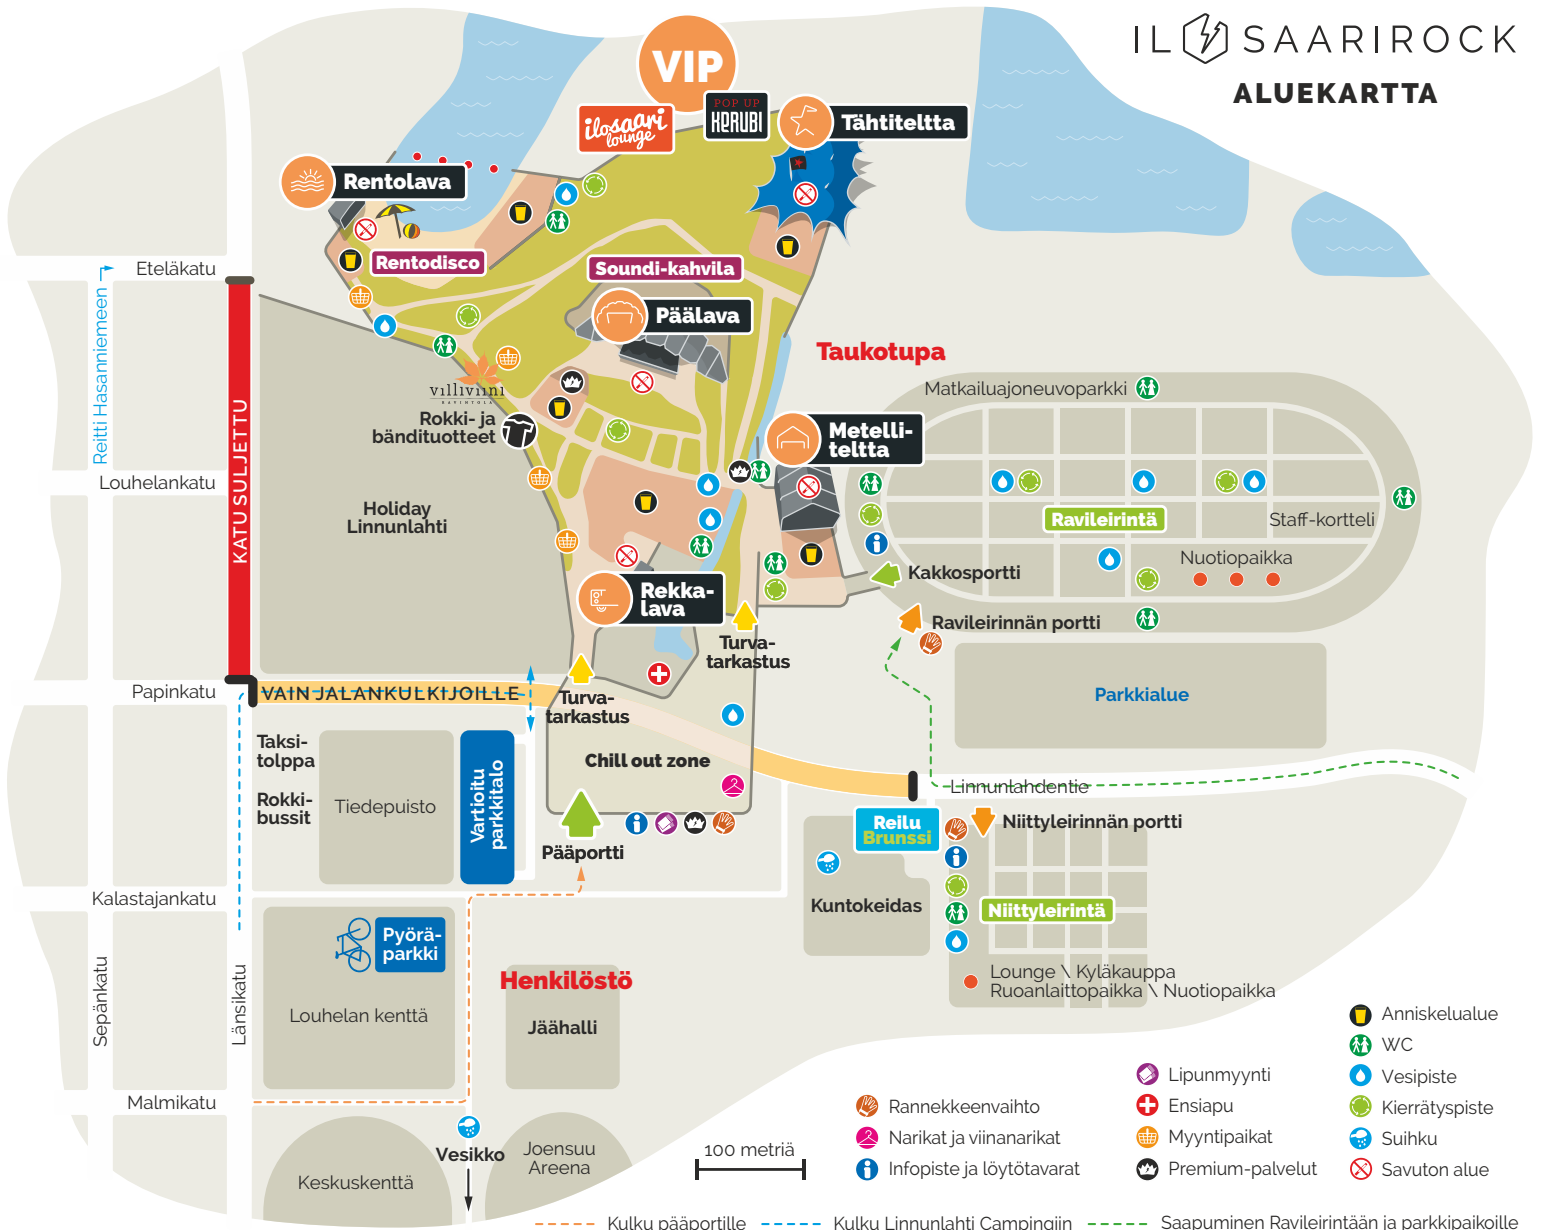 IL SAARIROCK
ALUEKARTTA
VIP
ilosaari
lounge
POP UP
KERUBI
Tähtiteltta
Rentolava
Rentodisco
Soundi-kahvila
Päälava
Eteläkatu
Reitti Hasanniemeen
KATU SULJETTU
Taukotupa
Matkailuajoneuvoparkki
villiviini
RAVINTOLA
Rokki- ja
bändituotteet
Metelli-
teltta
Louhelankatu
Holiday
Linnunlahti
Ravileirintä
Staff-kortteli
Nuotiopaikka
Kakkosportti
Rekka-
lava
Ravileirinnän portti
Turva-
tarkastus
Papinkatu
VAIN JALANKULKIJOILLE
Turva-
tarkastus
Parkkialue
Taksi-
tolppa
Rokki-
bussit
Tiedepuisto
Vartioitu
parkkitalo
Chill out zone
Linnunlahdentie
Reilu
Brunssi
Niittyleirinnän portti
Pääportti
Kalastajankatu
Kuntokeidas
Niittyleirintä
Pyörä-
parkki
Sepänkatu
Länsikatu
Louhelan kenttä
Henkilöstö
Jäähalli
Lounge \ Kyläkauppa
Ruoanlaittopaikka \ Nuotiopaikka
Malmikatu
Vesikko
Keskuskenttä
Joensuu
Areena
100 metriä
Rannekkeenvaihto
Narikat ja viinanarikat
Infopiste ja löytötavarat
Lipunmyynti
Ensiapu
Myyntipaikat
Premium-palvelut
Anniskelualue
WC
Vesipiste
Kierrätyspiste
Suihku
Savuton alue
Kulku pääportille
Kulku Linnunlahti Campingiin
Saapuminen Ravileirintään ja parkkipaikoille